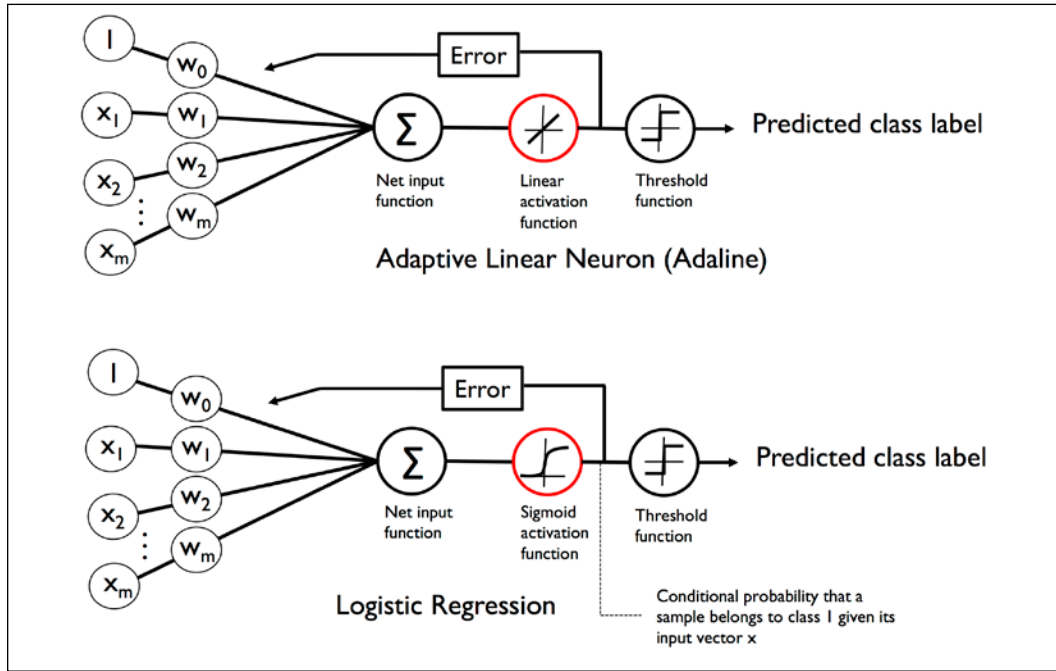 1
w0
x1
w1
x2
w2
⋮
wm
xm
Error
Σ
Net input
function
Linear
activation
function
Threshold
function
Predicted class label
Adaptive Linear Neuron (Adaline)
1
w0
x1
w1
x2
w2
⋮
wm
xm
Error
Σ
Net input
function
Sigmoid
activation
function
Threshold
function
Predicted class label
Logistic Regression
Conditional probability that a
sample belongs to class 1 given its
input vector x